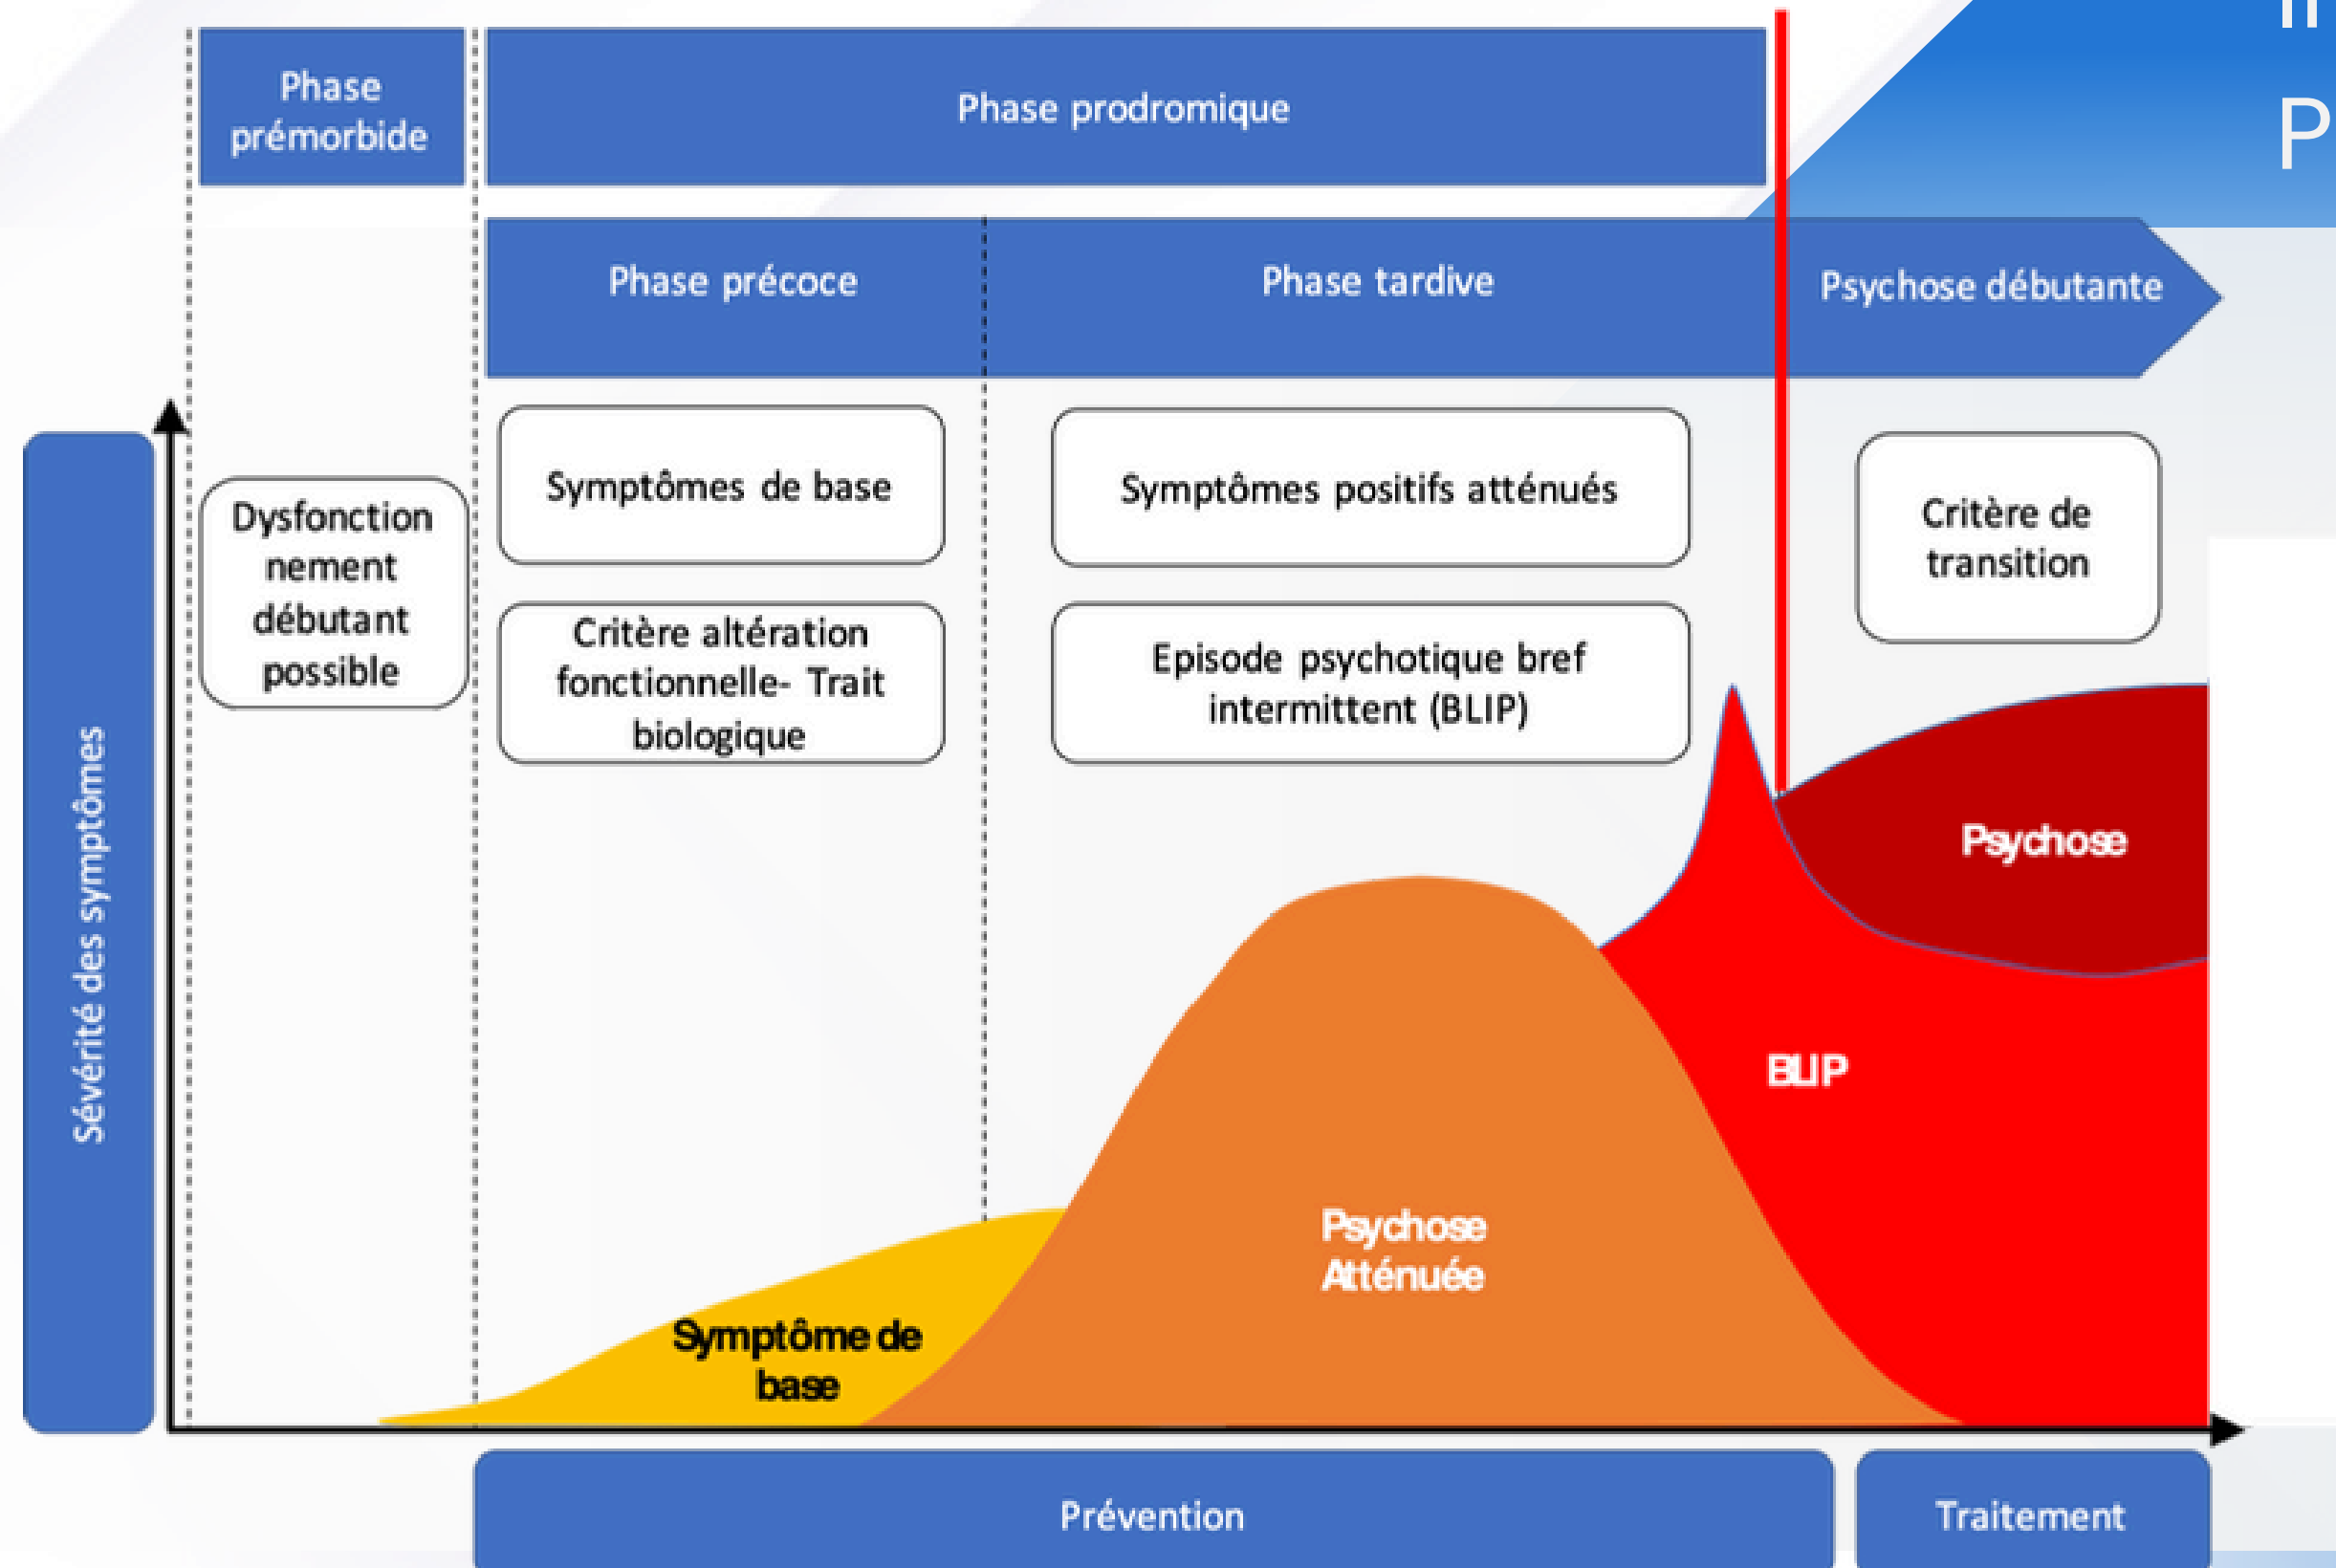 Phase
prémorbide
Phase prodromique
P
Phase précoce
Phase tardive
Psychose débutante
Sévérité des symptômes
Dysfonction
nement
débutant
possible
Symptômes de base
Critère altération
fonctionnelle- Trait
biologique
Symptômes positifs atténués
Episode psychotique bref
intermittent (BLIP)
Critère de
transition
Psychose
BLIP
Psychose
Atténuée
Symptôme de
base
Prévention
Traitement